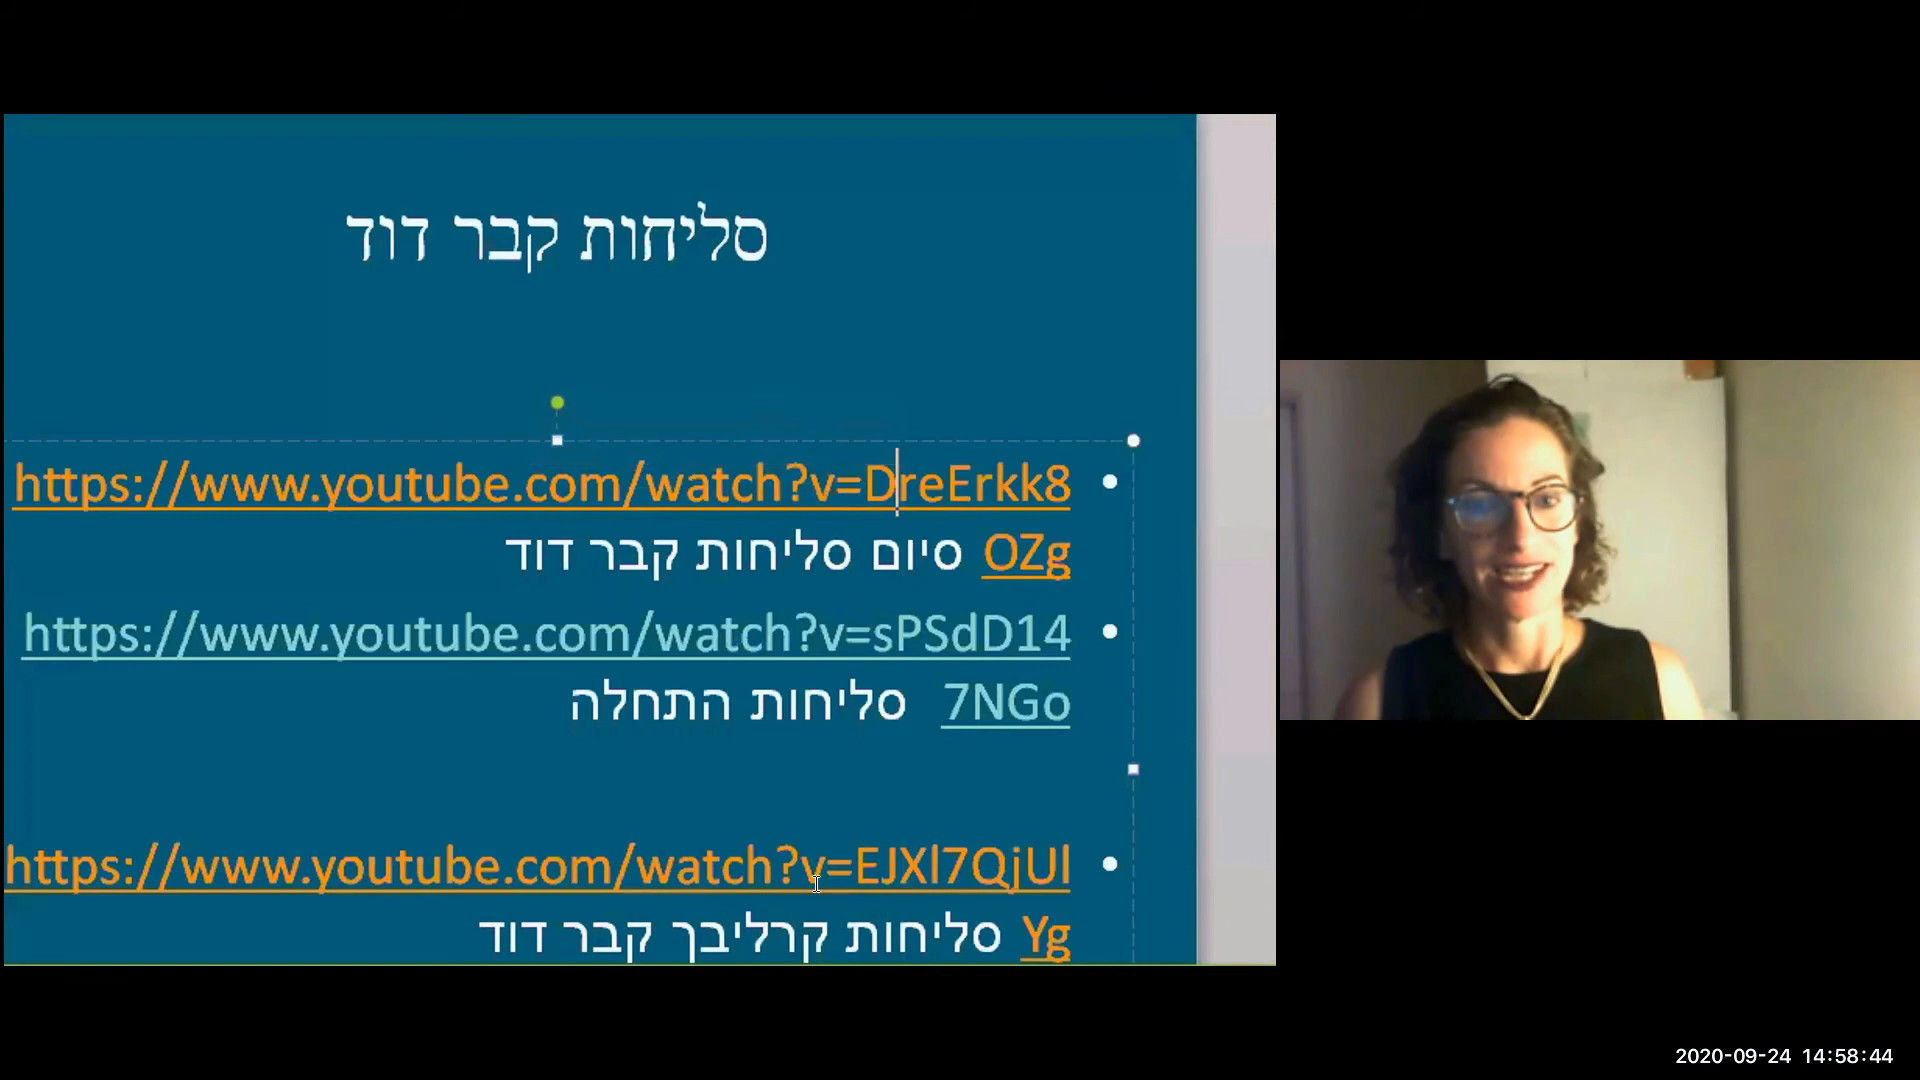 סליחות קבר דוד
https://www.youtube.com/watch?v=DreErkk8
OZg סיום סליחות קבר דוד
https://www.youtube.com/watch?v=sPSdD14
7NGo סליחות התחלה
https://www.youtube.com/watch?v=EJXl7QjUl
Yg סליחות קרליבך קבר דוד
2020-09-24 14:58:44